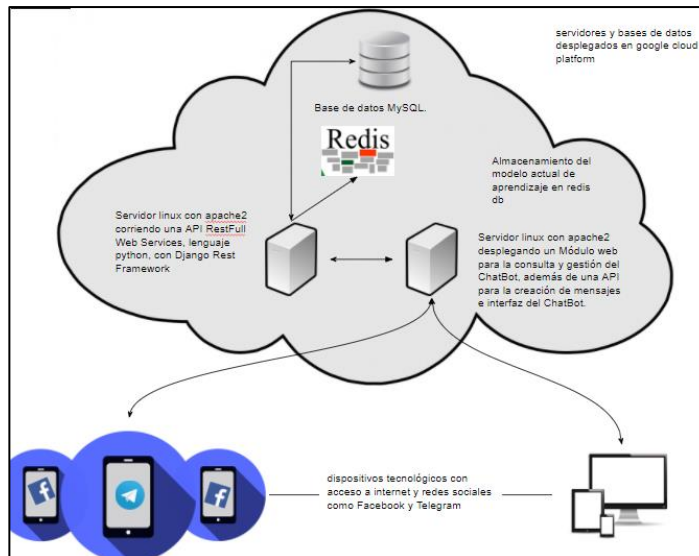 servidores y bases de datos
desplegados en google cloud
platform
Base de datos MySQL.
Redis
Almacenamiento del
modelo actual de
aprendizaje en redis
db
Servidor linux con apache2
corriendo una API RestFull
Web Services, lenguaje
python, con Django Rest
Framework
Servidor linux con apache2
desplegando un Módulo web
para la consulta y gestión del
ChatBot, además de una API
para la creación de mensajes
e interfaz del ChatBot.
dispositivos tecnológicos con
acceso a internet y redes sociales
como Facebook y Telegram